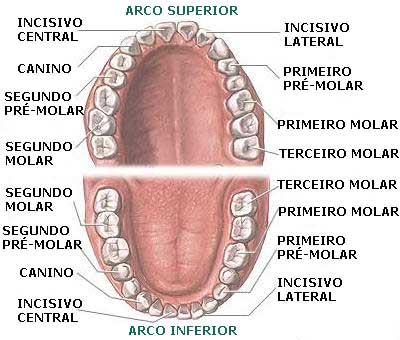 ARCO SUPERIOR
INCISIVO
CENTRAL
CANINO
SEGUNDO
PRÉ-MOLAR
SEGUNDO
MOLAR
INCISIVO
LATERAL
PRIMEIRO
PRÉ-MOLAR
PRIMEIRO MOLAR
TERCEIRO MOLAR
SEGUNDO
MOLAR
SEGUNDO
PRÉ-MOLAR
CANINO
INCISIVO
CENTRAL
TERCEIRO MOLAR
PRIMEIRO MOLAR
PRIMEIRO
PRÉ-MOLAR
INCISIVO
LATERAL
ARCO INFERIOR